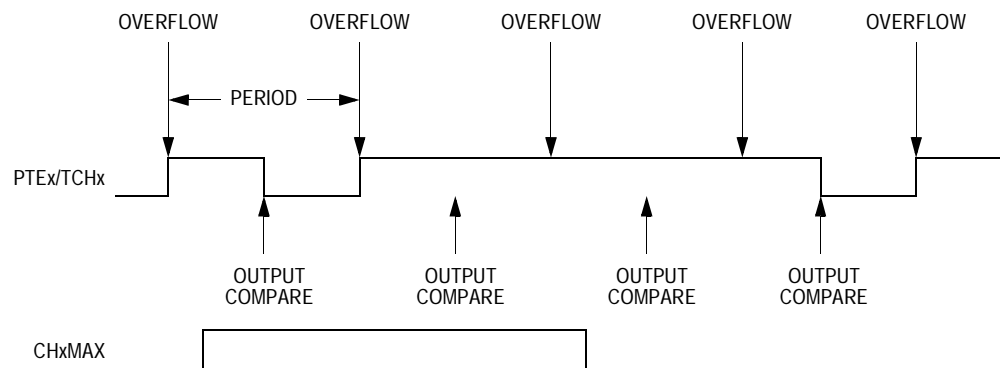 OVERFLOW OVERFLOW OVERFLOW OVERFLOW OVERFLOW
PERIOD
PTEx/TCHx
OUTPUT OUTPUT OUTPUT OUTPUT
COMPARE COMPARE COMPARE COMPARE
CHxMAX